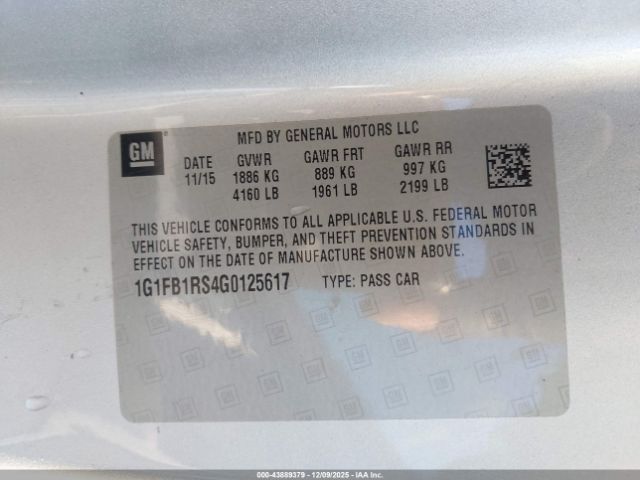 GM
MFD BY GENERAL MOTORS LLC
DATE GVWR GAWR FRT GAWR RR
11/15 1886 KG 889 KG 997 KG
4160 LB 1961 LB 2199 LB
THIS VEHICLE CONFORMS TO ALL APPLICABLE U.S. FEDERAL MOTOR
VEHICLE SAFETY, BUMPER, AND THEFT PREVENTION STANDARDS IN
EFFECT ON THE DATE OF MANUFACTURE SHOWN ABOVE.
1G1FB1RS4G0125617 TYPE: PASS CAR
000-43889379 - 12/09/2025 - IAAI.COM